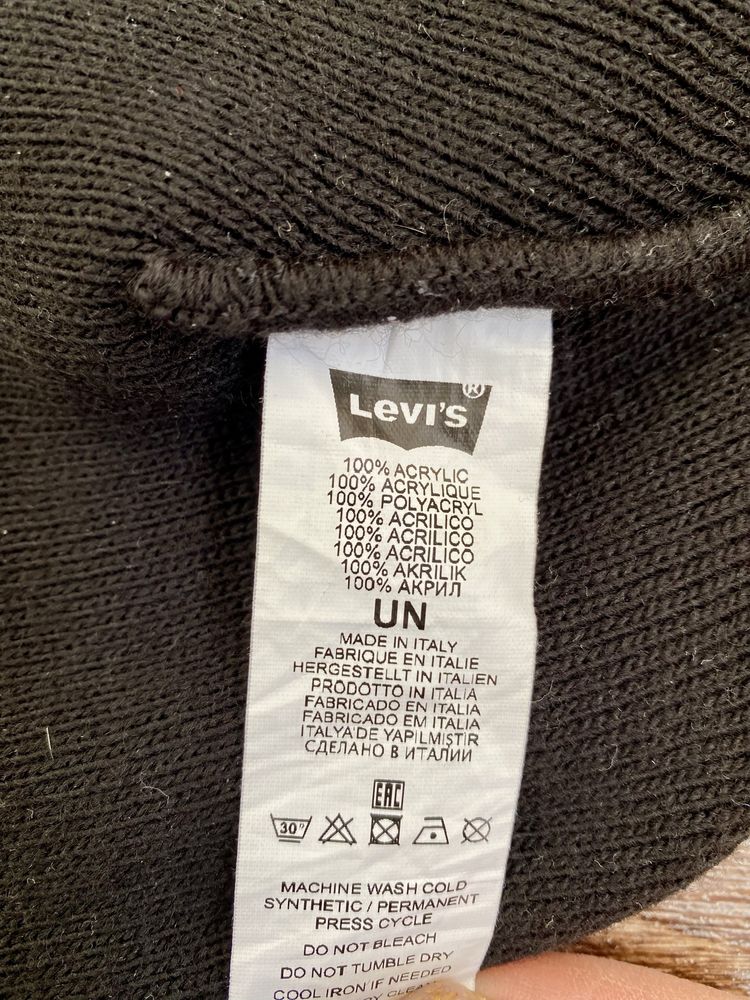 LEVI'S ®
100% ACRYLIC
100% ACRYLIQUE
100% POLYACRYL
100% ACRILICO
100% ACRILICO
100% ACRILICO
100% AKRILIK
100% АКРИЛ
UN
MADE IN ITALY
FABRIQUE EN ITALIE
HERGESTELLT IN ITALIEN
PRODOTTO IN ITALIA
FABRICADO EN ITALIA
FABRICADO EM ITALIA
ITALYA'DE YAPILMISTIR
СДЕЛАНО В ИТАЛИИ
EAC
30°
MACHINE WASH COLD
SYNTHETIC / PERMANENT
PRESS CYCLE
DO NOT BLEACH
DO NOT TUMBLE DRY
COOL IRON IF NEEDED